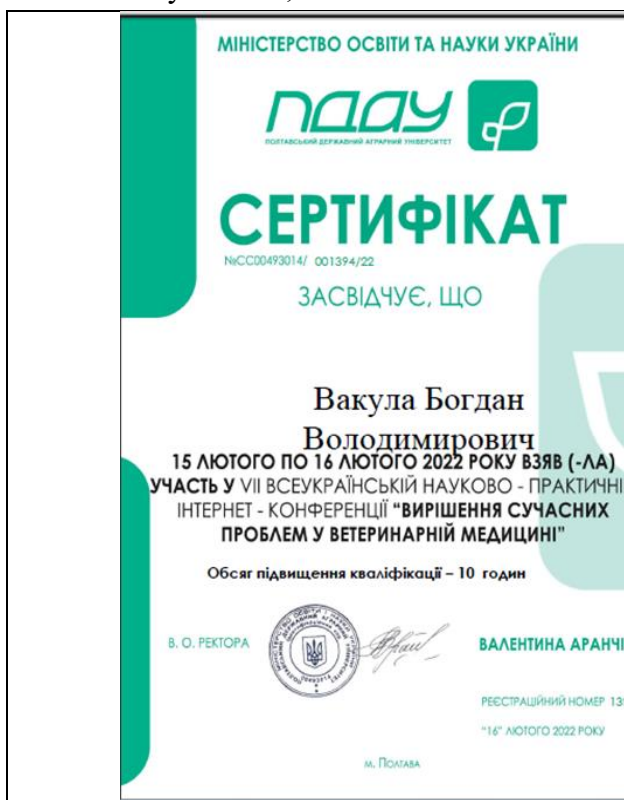 МІНІСТЕРСТВО ОСВІТИ ТА НАУКИ УКРАЇНИ
ПДАУ
ПОЛТАВСЬКИЙ ДЕРЖАВНИЙ АГРАРНИЙ УНІВЕРСИТЕТ
СЕРТИФІКАТ
№СС00493014/ 001394/22
ЗАСВІДЧУЄ, ЩО
Вакула Богдан
Володимирович
15 ЛЮТОГО ПО 16 ЛЮТОГО 2022 РОКУ ВЗЯВ (-ЛА)
УЧАСТЬ У VII ВСЕУКРАЇНСЬКІЙ НАУКОВО - ПРАКТИЧНІ
ІНТЕРНЕТ - КОНФЕРЕНЦІЇ "ВИРІШЕННЯ СУЧАСНИХ
ПРОБЛЕМ У ВЕТЕРИНАРНІЙ МЕДИЦИНІ"
Обсяг підвищення кваліфікації – 10 годин
В. О. РЕКТОРА
ВАЛЕНТИНА АРАНЧІ
РЕЄСТРАЦІЙНИЙ НОМЕР 13
"16" ЛЮТОГО 2022 РОКУ
м. Полтава